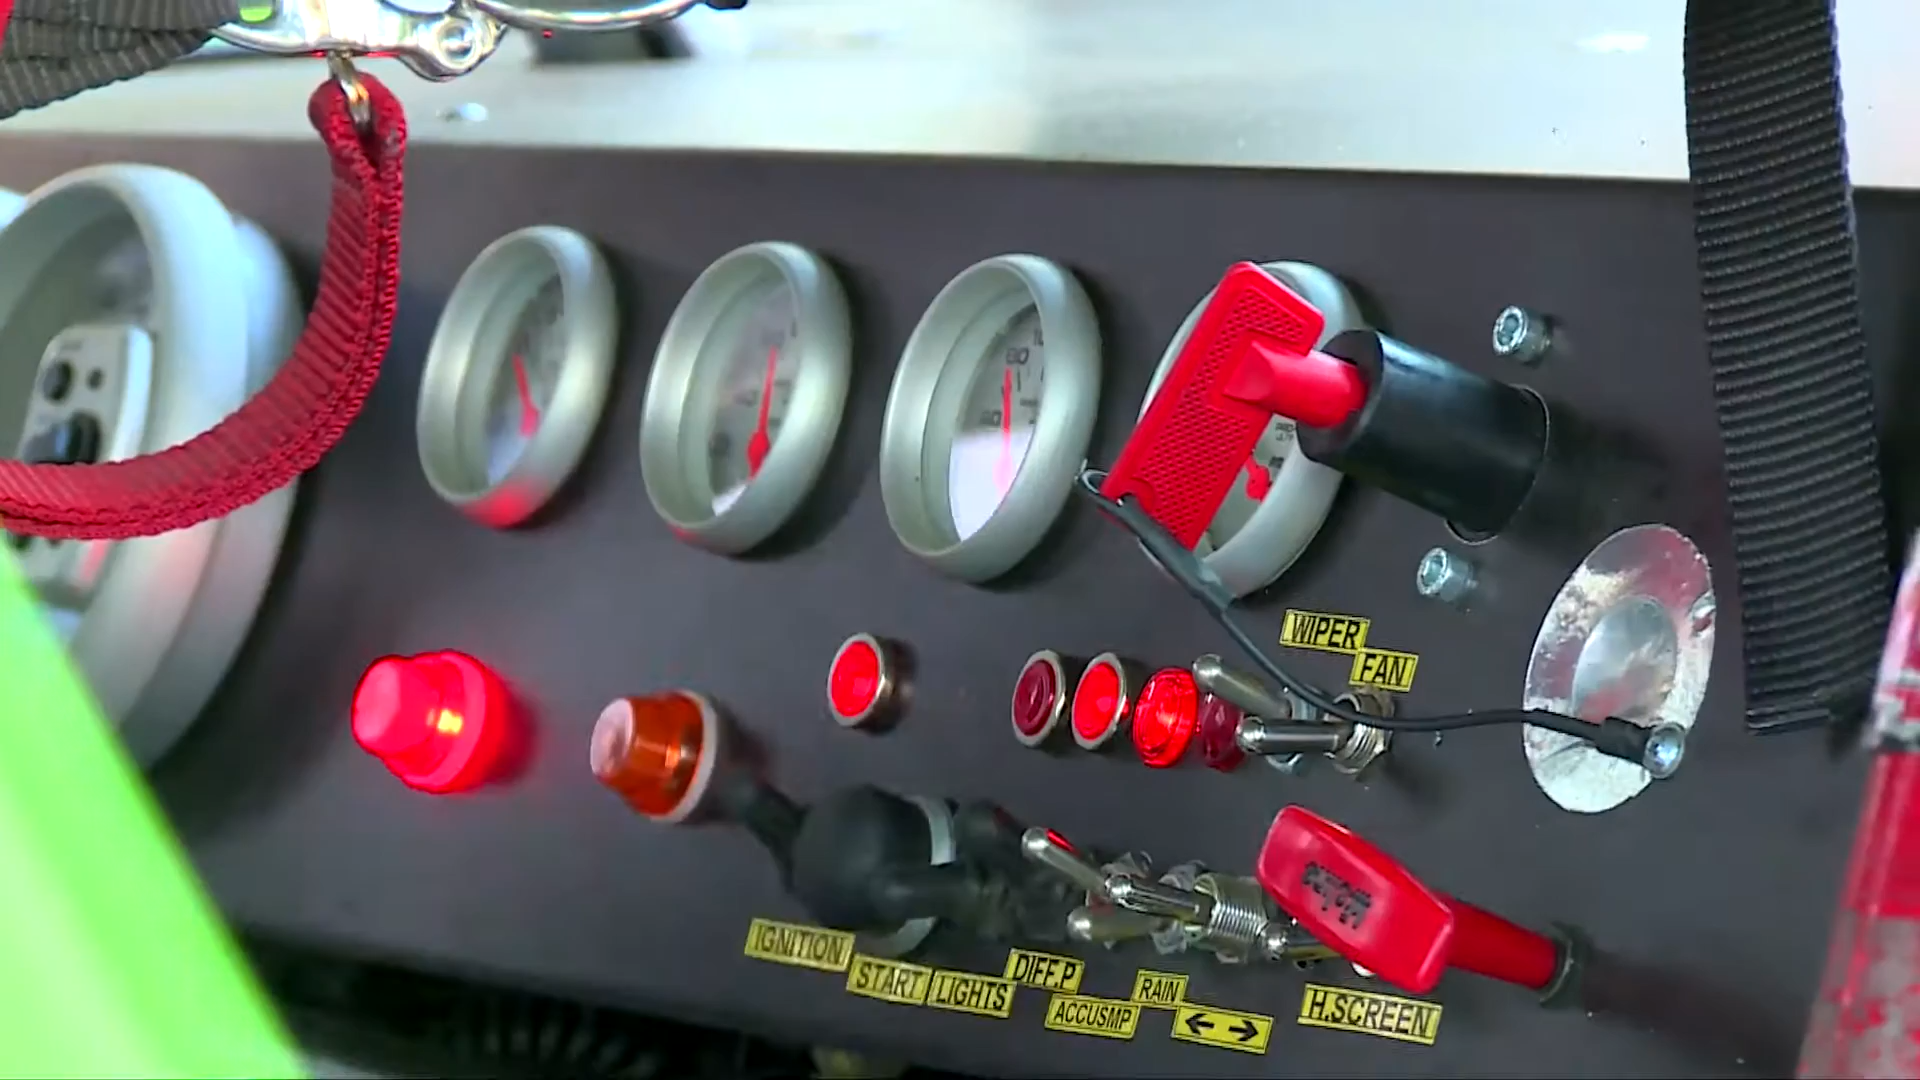 WIPER
FAN
IGNITION
START
LIGHTS
DIFF.P
ACCUSMP
RAIN
← →
H.SCREEN